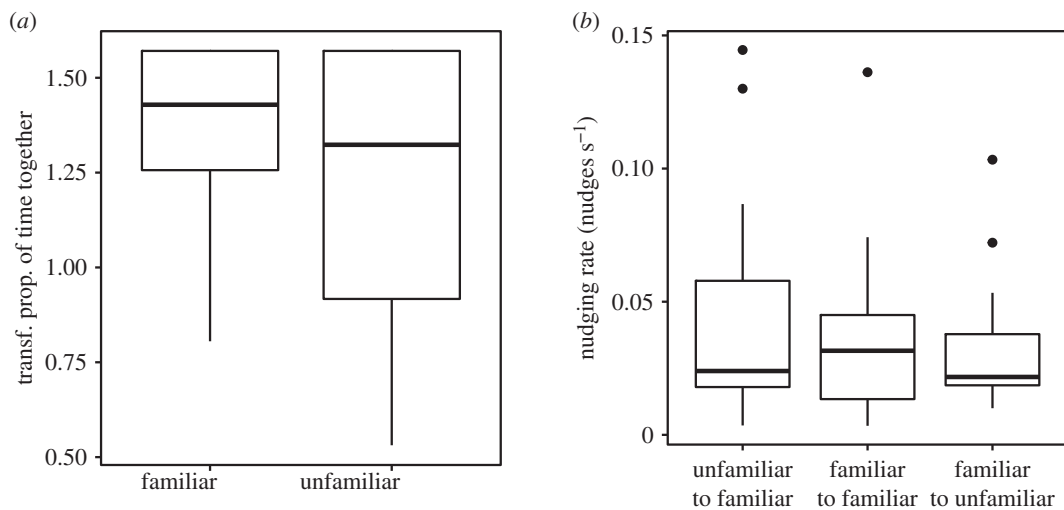 (a)
transf. prop. of time together
1.50
1.25
1.00
0.75
0.50
familiar
unfamiliar
(b)
nudging rate (nudges s−1)
0.15
0.10
0.05
0
unfamiliar
to familiar
familiar
to familiar
familiar
to unfamiliar